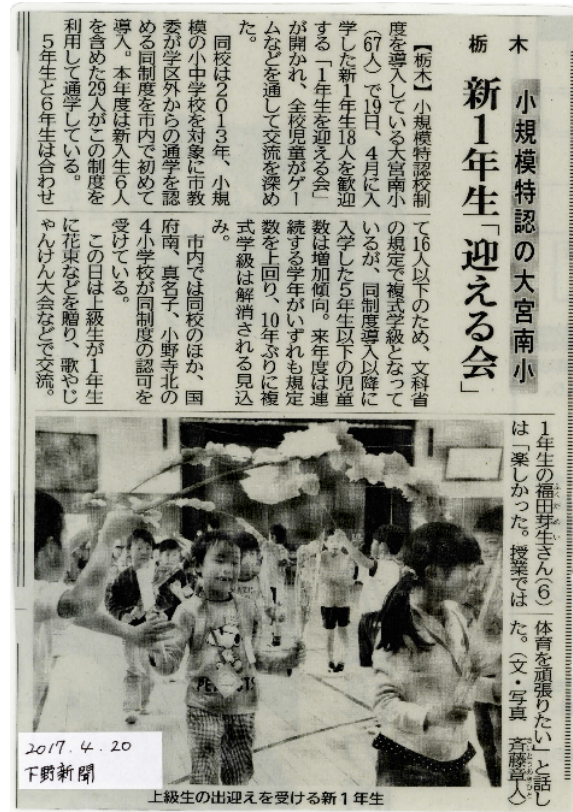 栃木
小規模特認の大宮南小
新1年生「迎える会」
【栃木】小規模特認校制
度を導入している大宮南小
(67人)で19日、4月に入
学した新1年生18人を歓迎
する「1年生を迎える会」
が開かれ、全校児童がゲー
ムなどを通して交流を深め
た。
同校は2013年、小規
模の小中学校を対象に市教
委が学区外からの通学を認
める同制度を市内で初めて
導入。本年度は新入生6人
を含めた29人がこの制度を
利用して通学している。
5年生と6年生は合わせ
て16人以下のため、文科省
の規定で複式学級となって
いるが、同制度導入以降に
入学した5年生以下の児童
数は増加傾向。来年度は連
続する学年がいずれも規定
数を上回り、10年ぶりに複
式学級は解消される見込
み。
市内では同校のほか、国
府南、真名子、小野寺北の
4小学校が同制度の認可を
受けている。
この日は上級生が1年生
に花束などを贈り、歌やじ
ゃんけん大会などで交流。
1年生の福田芽生さん(6)
は「楽しかった。授業では
体育を頑張りたい」と話し
た。(文・写真 斉藤章人)
上級生の出迎えを受ける新1年生
2017.4.20
下野新聞